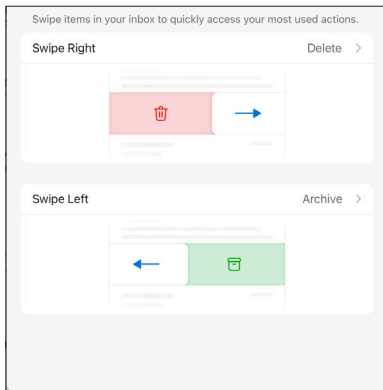 Swipe items in your inbox to quickly access your most used actions.
Swipe Right Delete
Swipe Left Archive